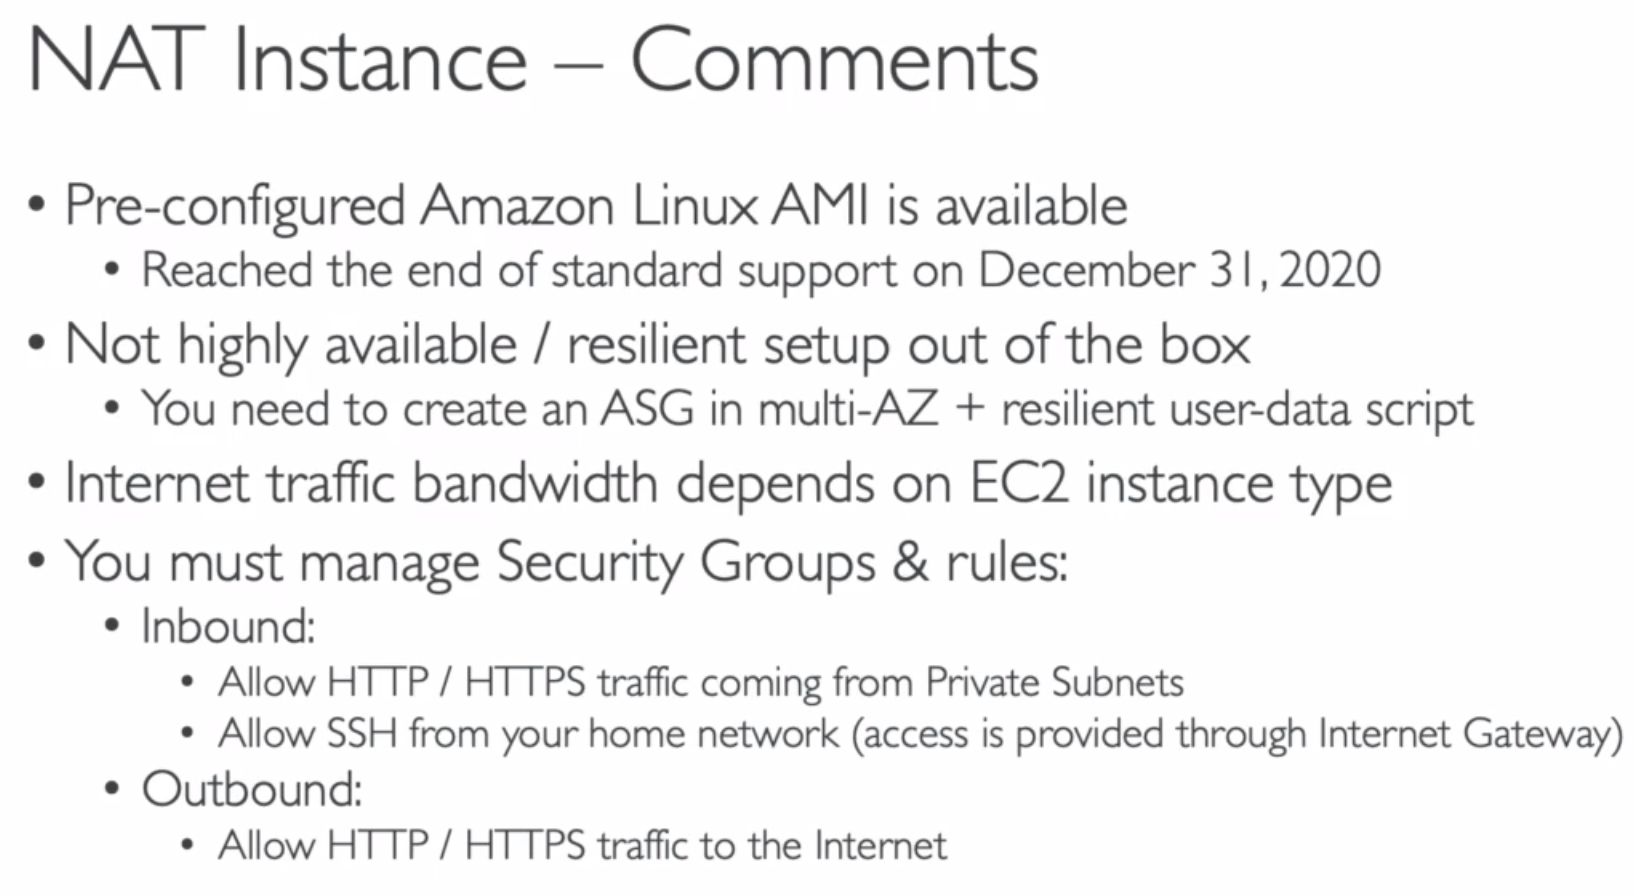 NAT Instance – Comments
• Pre-configured Amazon Linux AMI is available
• Reached the end of standard support on December 31, 2020
• Not highly available / resilient setup out of the box
• You need to create an ASG in multi-AZ + resilient user-data script
• Internet traffic bandwidth depends on EC2 instance type
• You must manage Security Groups & rules:
• Inbound:
• Allow HTTP / HTTPS traffic coming from Private Subnets
• Allow SSH from your home network (access is provided through Internet Gateway)
• Outbound:
• Allow HTTP / HTTPS traffic to the Internet